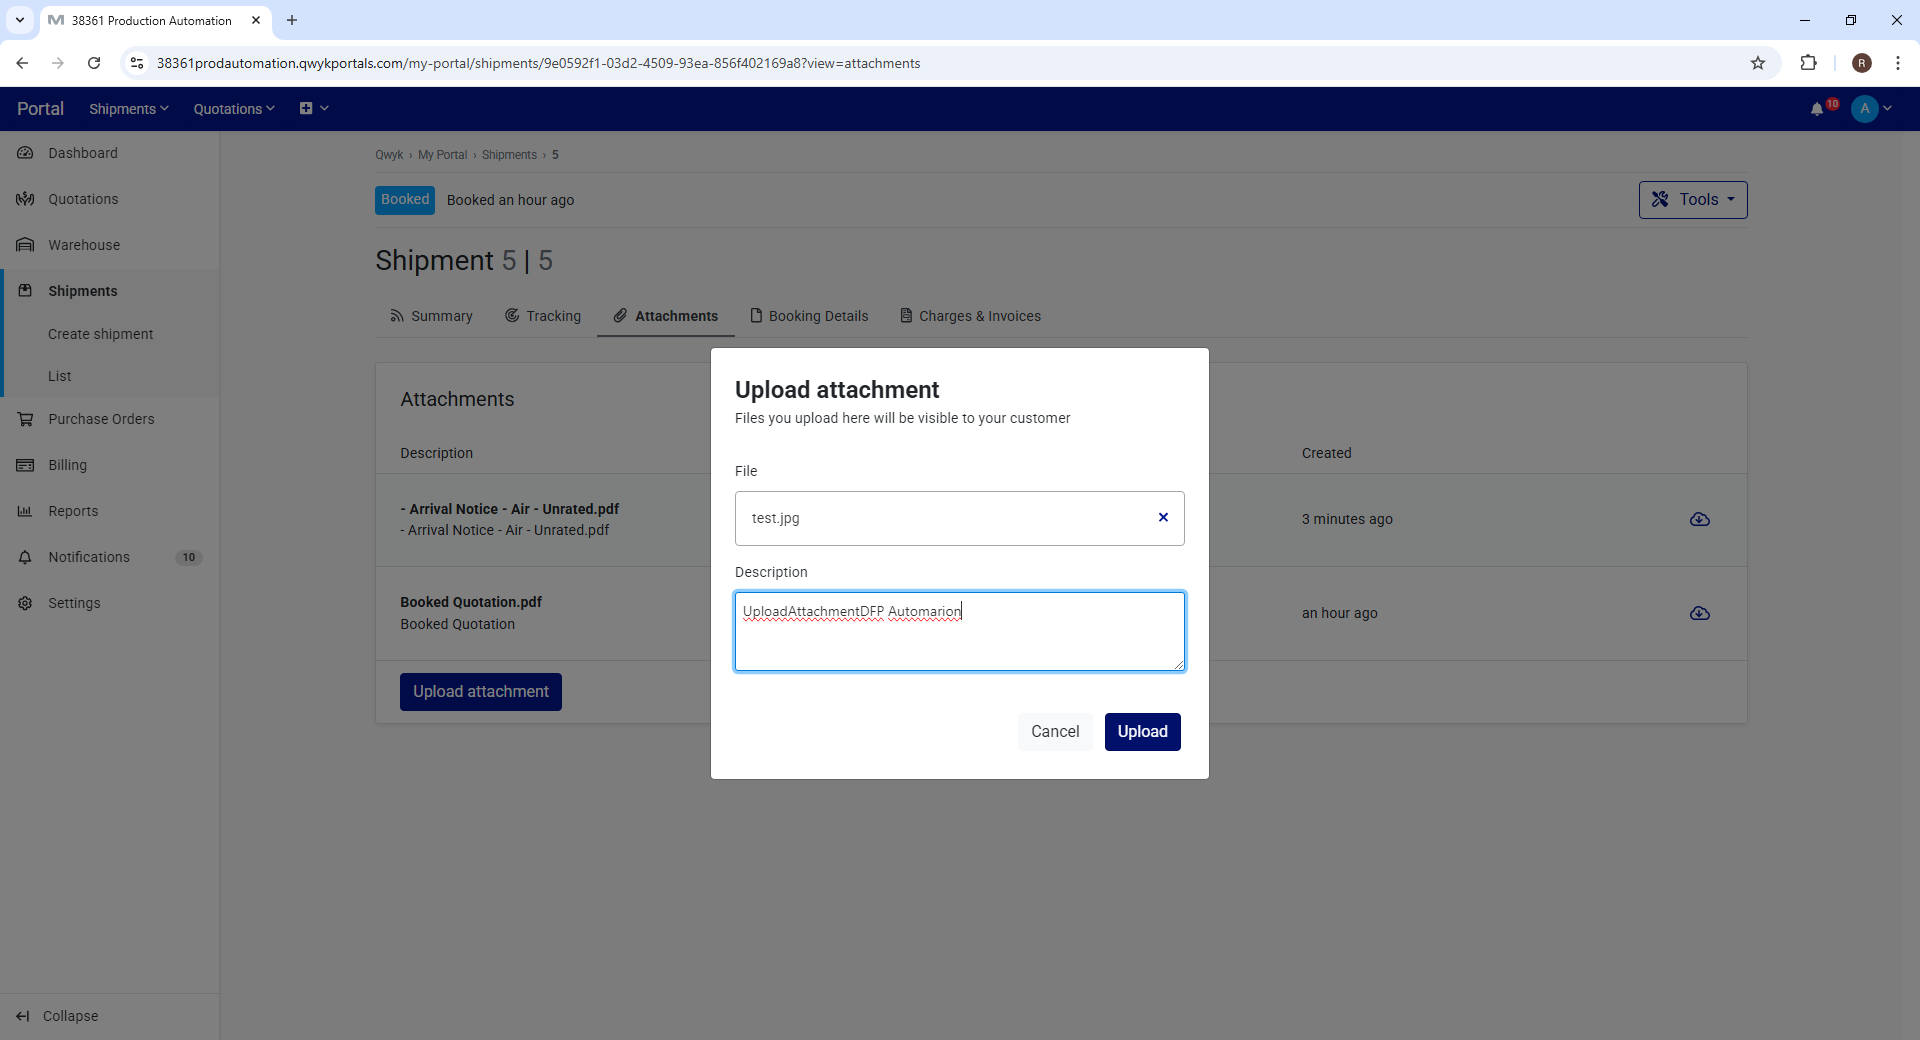 38361 Production Automation
38361prodautomation.qwykportals.com/my-portal/shipments/9e0592f1-03d2-4509-93ea-856f402169a8?view=attachments
R
Portal
Shipments
Quotations
10
A
Dashboard
Quotations
Warehouse
Shipments
Create shipment
List
Purchase Orders
Billing
Reports
Notifications 10
Settings
Collapse
Qwyk › My Portal › Shipments › 5
Booked Booked an hour ago
Tools
Shipment 5 | 5
Summary
Tracking
Attachments
Booking Details
Charges & Invoices
Attachments
Description
Created
- Arrival Notice - Air - Unrated.pdf
- Arrival Notice - Air - Unrated.pdf
3 minutes ago
Booked Quotation.pdf
Booked Quotation
an hour ago
Upload attachment
Upload attachment
Files you upload here will be visible to your customer
File
test.jpg
Description
UploadAttachmentDFP Automarion
Cancel
Upload